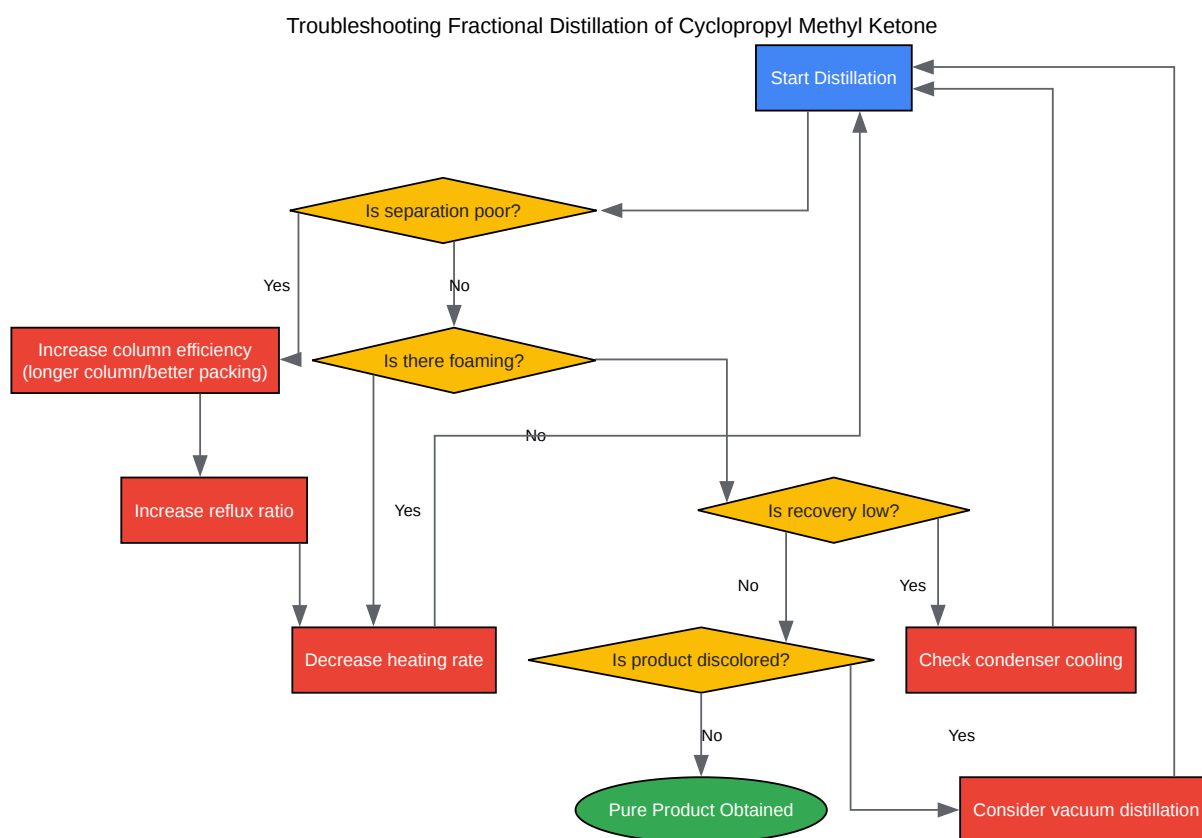 Troubleshooting Fractional Distillation of Cyclopropyl Methyl Ketone
Start Distillation
Is separation poor?
Yes
No
Increase column efficiency
(longer column/better packing)
Is there foaming?
No
Increase reflux ratio
Yes
Is recovery low?
No
Yes
Decrease heating rate
Is product discolored?
Check condenser cooling
No
Yes
Pure Product Obtained
Consider vacuum distillation